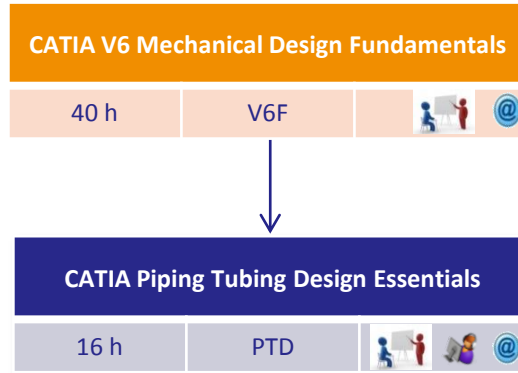 CATIA V6 Mechanical Design Fundamentals
40 h V6F @
CATIA Piping Tubing Design Essentials
16 h PTD @